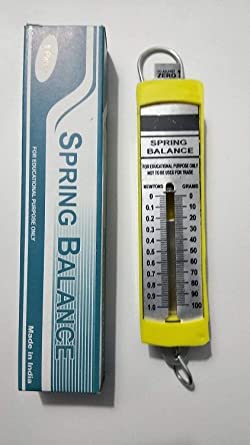 SPRING BALANCE
FOR EDUCATIONAL PURPOSE ONLY
Made in India
ZERO
SPRING
BALANCE
FOR EDUCATIONAL PURPOSE ONLY
NOT TO BE USED FOR TRADE
NEWTONS GRAMS
0 0
0.1 10
0.2 20
0.3 30
0.4 40
0.5 50
0.6 60
0.7 70
0.8 80
0.9 90
1.0 100